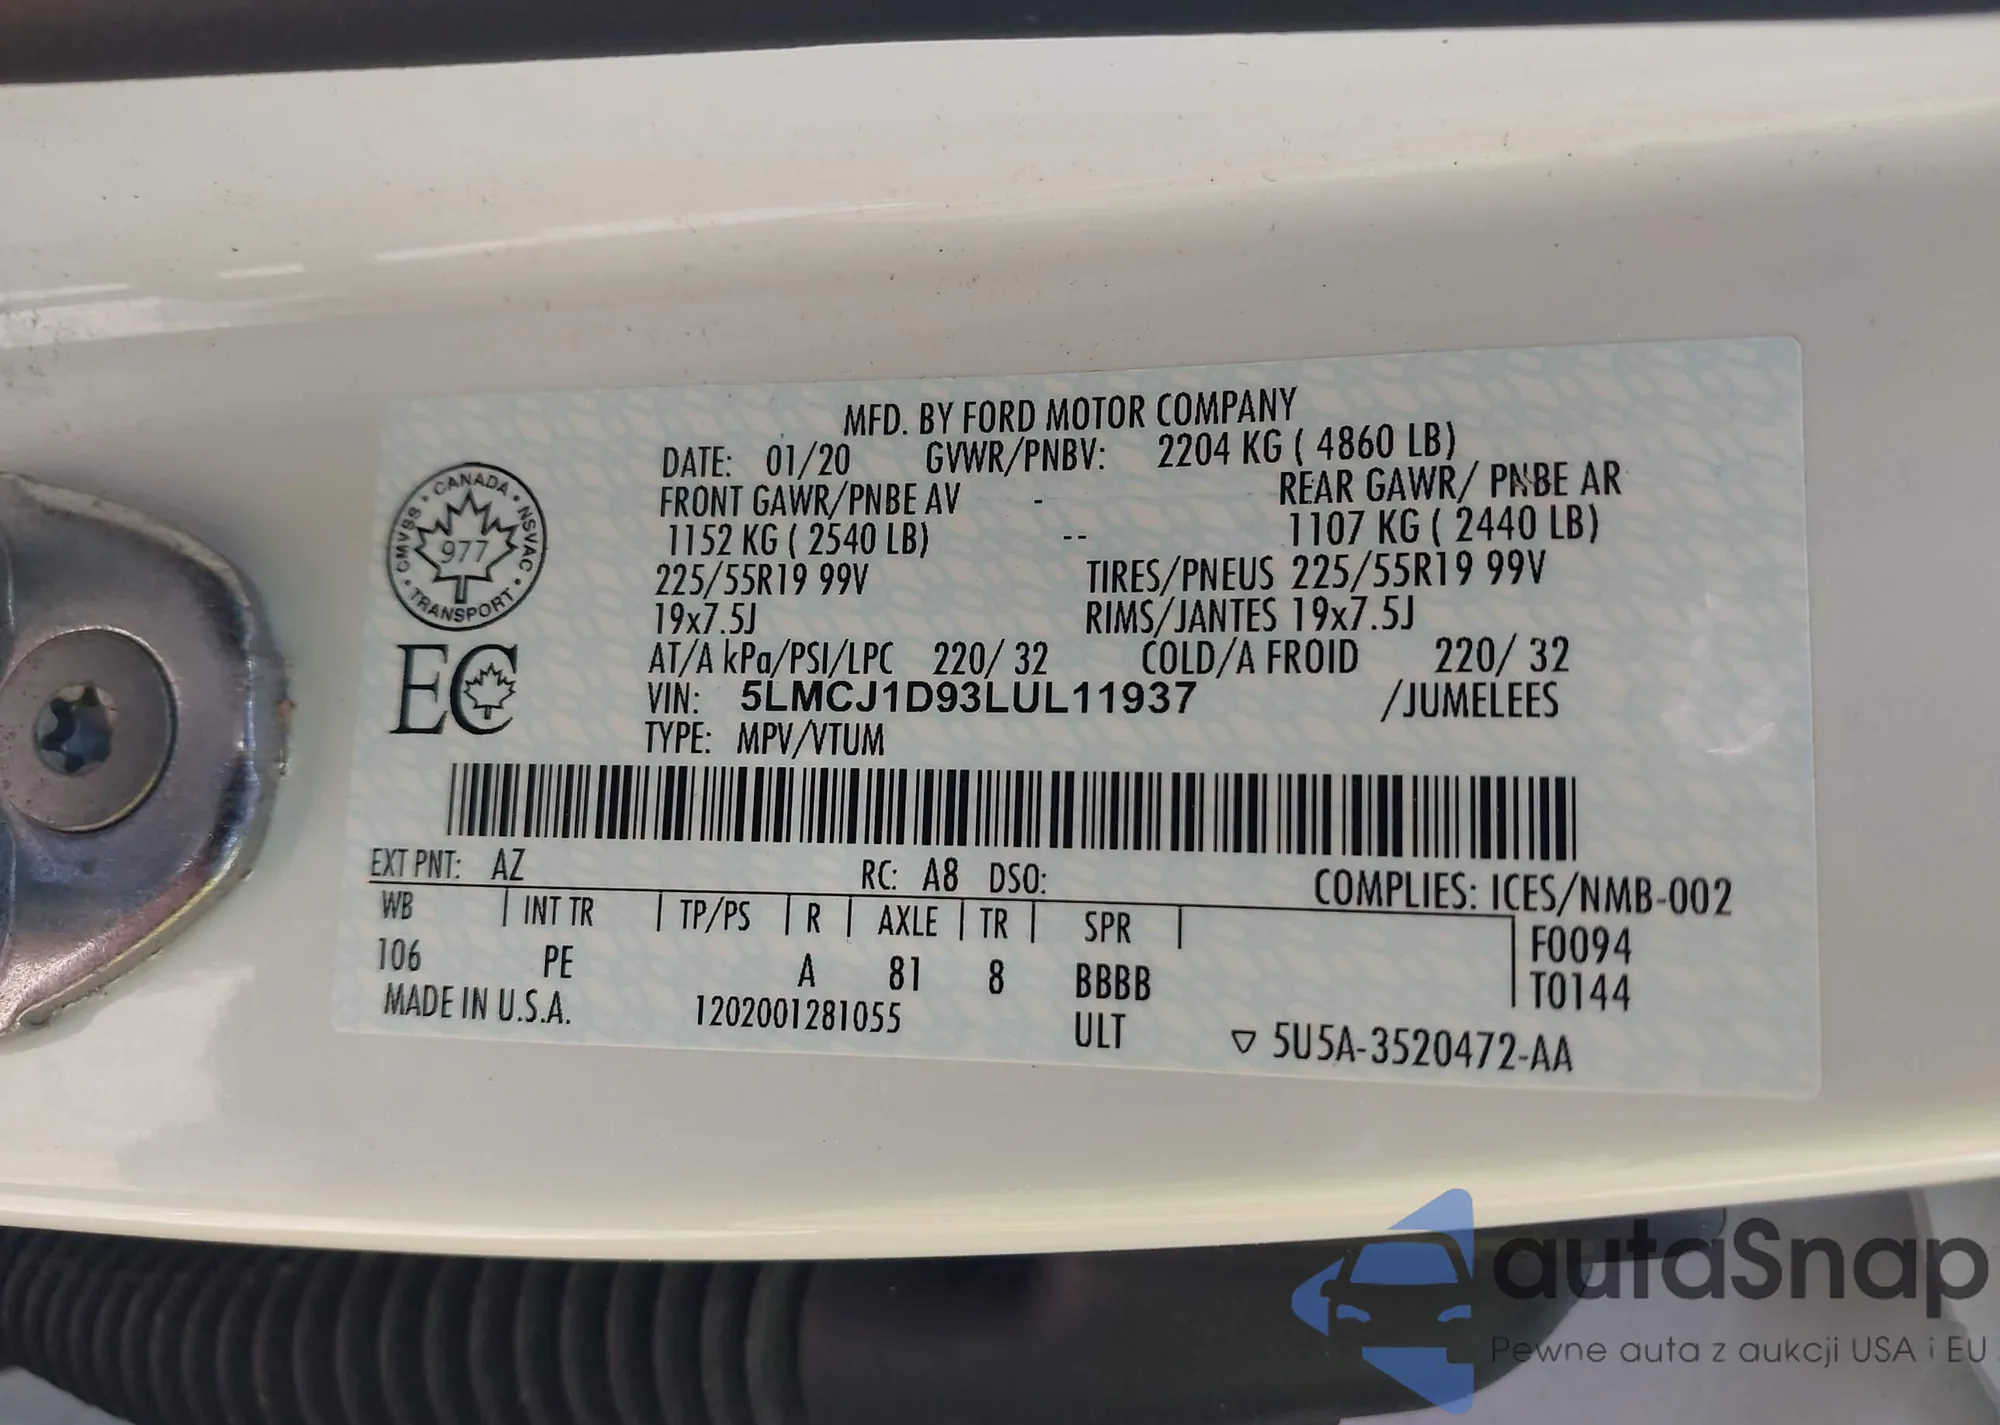 MFD. BY FORD MOTOR COMPANY
DATE: 01/20 GVWR/PNBV: 2204 KG ( 4860 LB)
FRONT GAWR/PNBE AV - REAR GAWR/ PNBE AR
1152 KG ( 2540 LB) -- 1107 KG ( 2440 LB)
225/55R19 99V TIRES/PNEUS 225/55R19 99V
19x7.5J RIMS/JANTES 19x7.5J
AT/A kPa/PSI/LPC 220/ 32 COLD/A FROID 220/ 32
VIN: 5LMCJ1D93LUL11937 /JUMELEES
TYPE: MPV/VTUM
CANADA
CMVSS • NSVAC
977
TRANSPORT
EC
EXT PNT: AZ RC: A8 DSO:
COMPLIES: ICES/NMB-002
WB | INT TR | TP/PS | R | AXLE | TR | SPR |
F0094
106 PE A 81 8 BBBB
T0144
MADE IN U.S.A. 1202001281055 ULT ▽ 5U5A-3520472-AA
autaSnap
Pewne auta z aukcji USA i EU